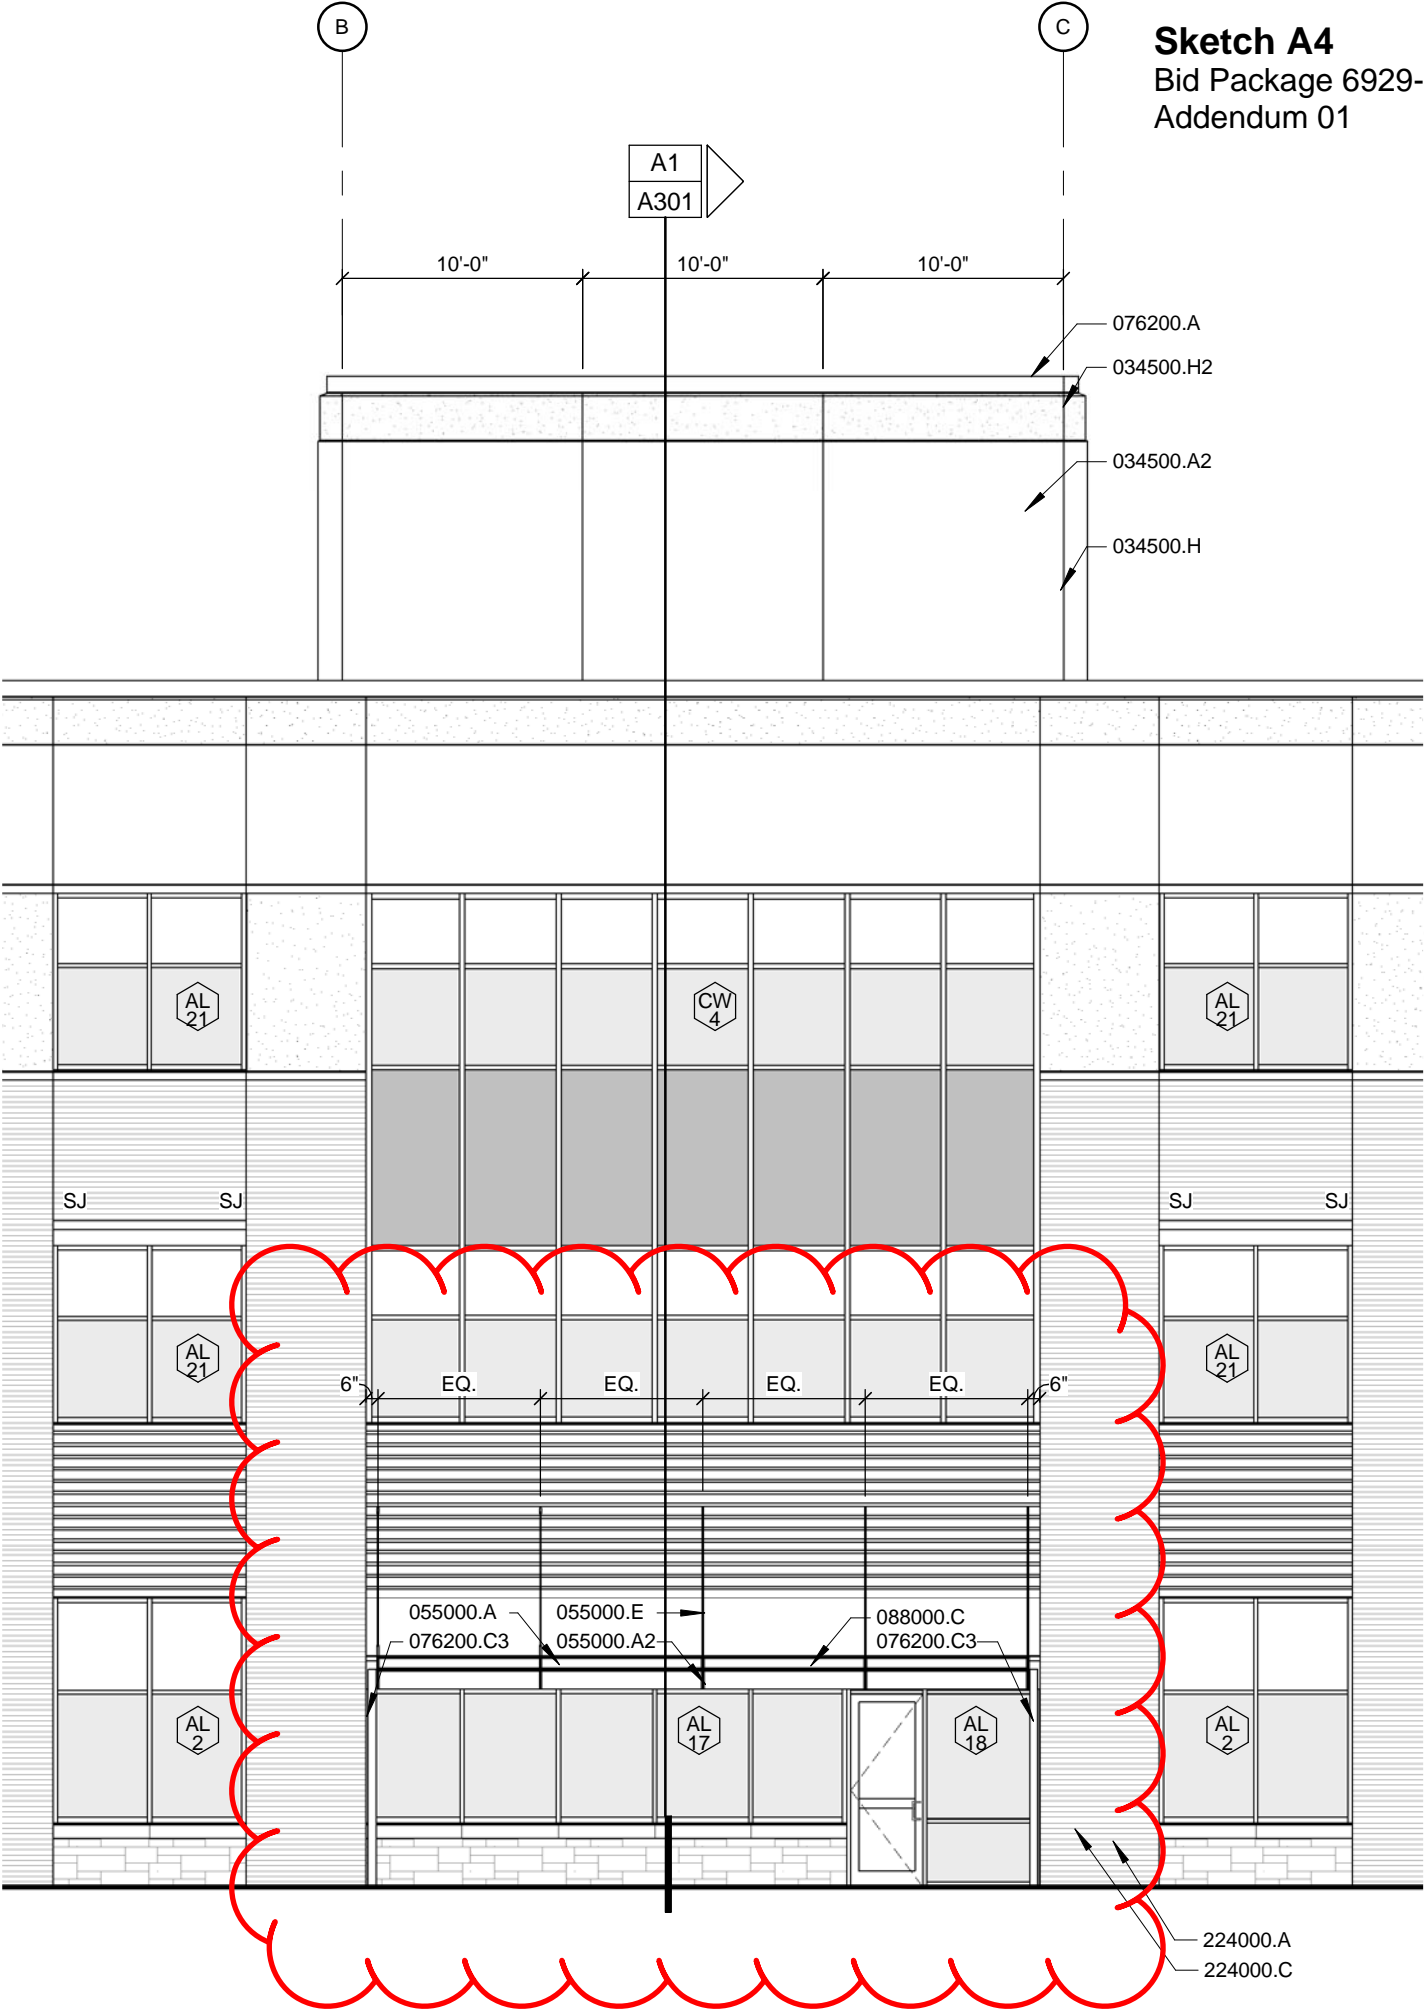 B
C
Sketch A4
Bid Package 6929-
Addendum 01
A1
A301
10'-0"
10'-0"
10'-0"
076200.A
034500.H2
034500.A2
034500.H
AL
21
CW
4
AL
21
SJ
SJ
SJ
SJ
AL
21
AL
21
6"
EQ.
EQ.
EQ.
EQ.
6"
055000.A
055000.E
088000.C
076200.C3
055000.A2
076200.C3
AL
2
AL
17
AL
18
AL
2
224000.A
224000.C